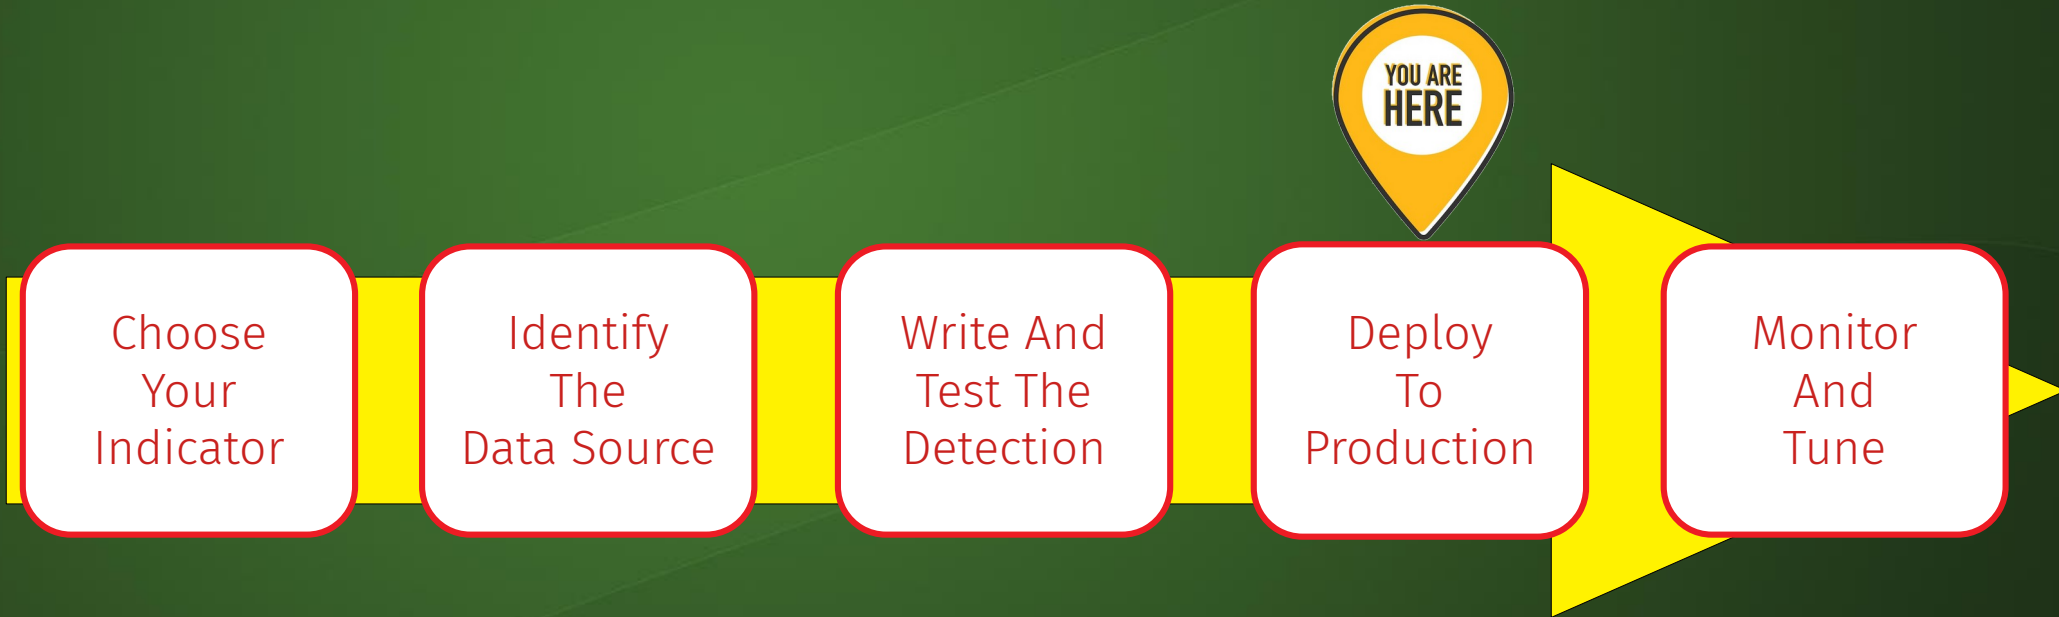 YOU ARE
HERE
Choose
Your
Indicator
Identify
The
Data Source
Write And
Test The
Detection
Deploy
To
Production
Monitor
And
Tune